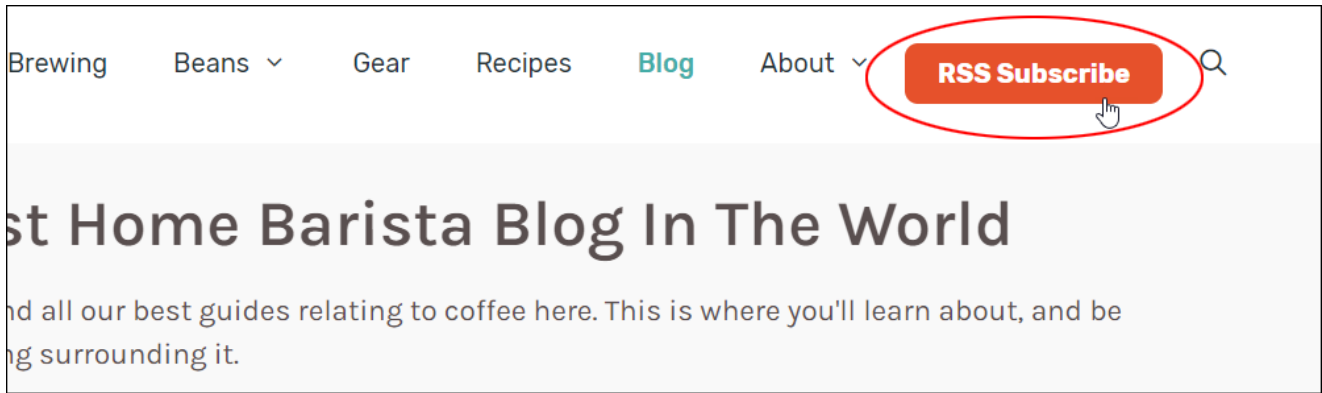 Brewing Beans Gear Recipes Blog About RSS Subscribe
st Home Barista Blog In The World
nd all our best guides relating to coffee here. This is where you'll learn about, and be
ng surrounding it.